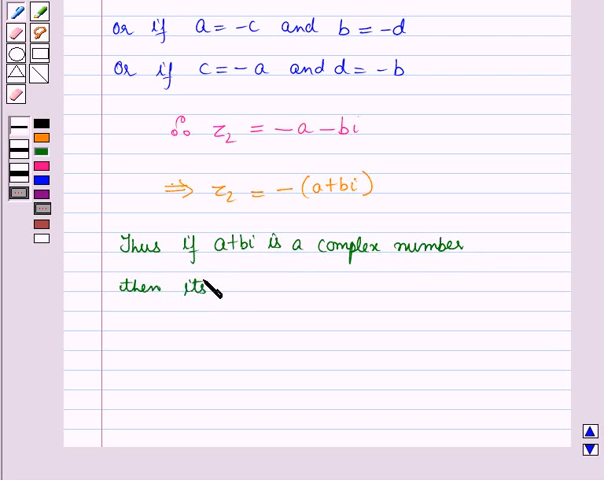 or if a = -c and b = -d
or if c = -a and d = -b
∴ z₂ = -a - bi
⇒ z₂ = -(a+bi)
Thus if a+bi is a complex number
then its